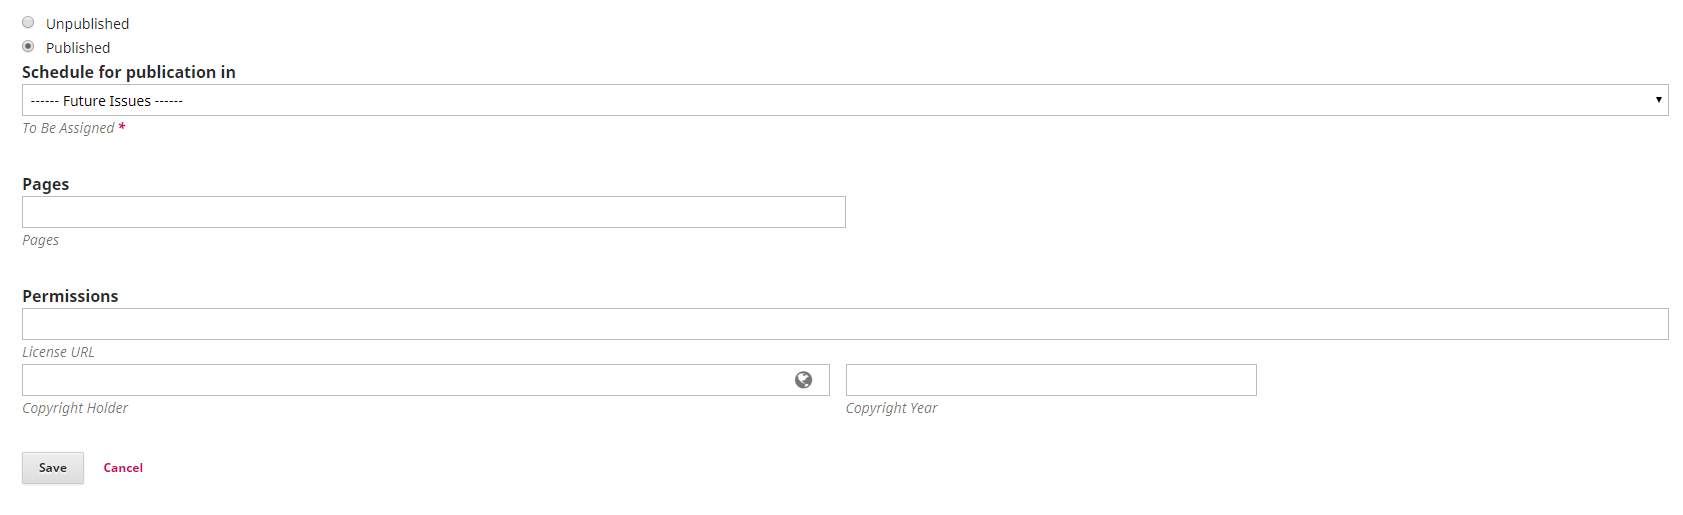 Unpublished
Published
Schedule for publication in
------ Future Issues ------
To Be Assigned *
Pages
Pages
Permissions
License URL
Copyright Holder Copyright Year
Save Cancel